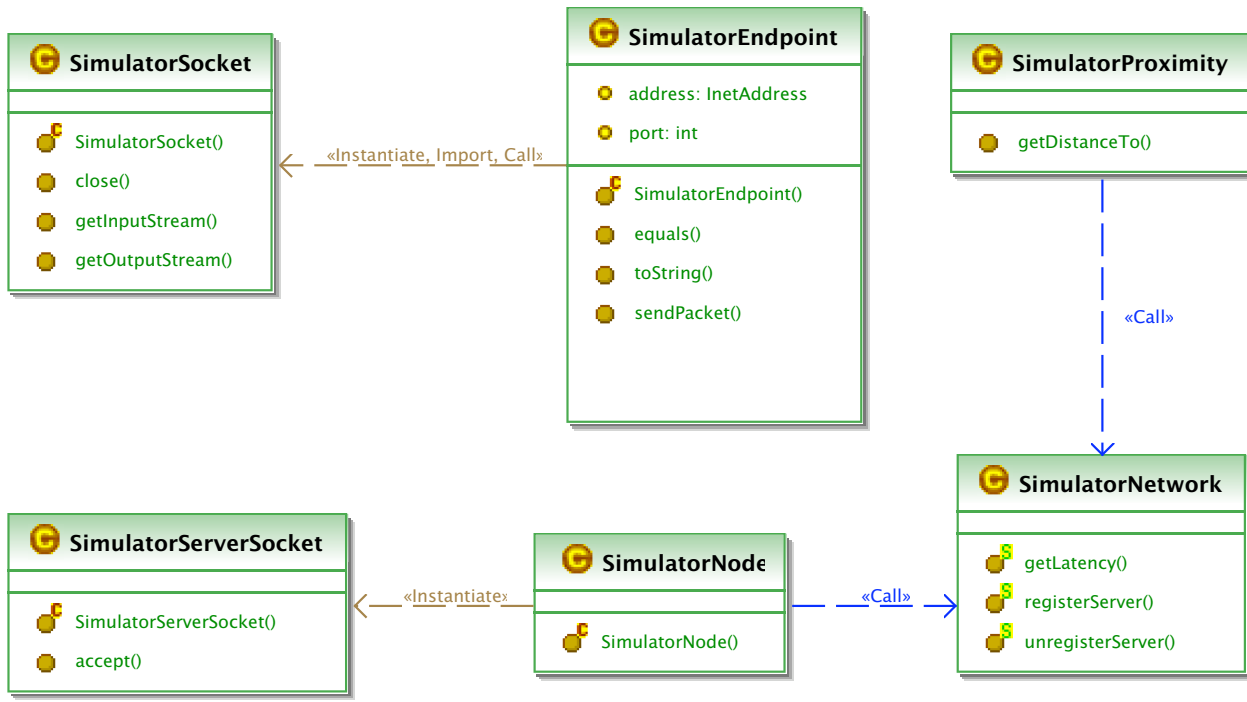 SimulatorSocket
SimulatorSocket()
close()
getInputStream()
getOutputStream()
«Instantiate, Import, Call»
SimulatorEndpoint
address: InetAddress
port: int
SimulatorEndpoint()
equals()
toString()
sendPacket()
SimulatorProximity
getDistanceTo()
«Call»
SimulatorServerSocket
SimulatorServerSocket()
accept()
«Instantiate»
SimulatorNode
SimulatorNode()
«Call»
SimulatorNetwork
getLatency()
registerServer()
unregisterServer()